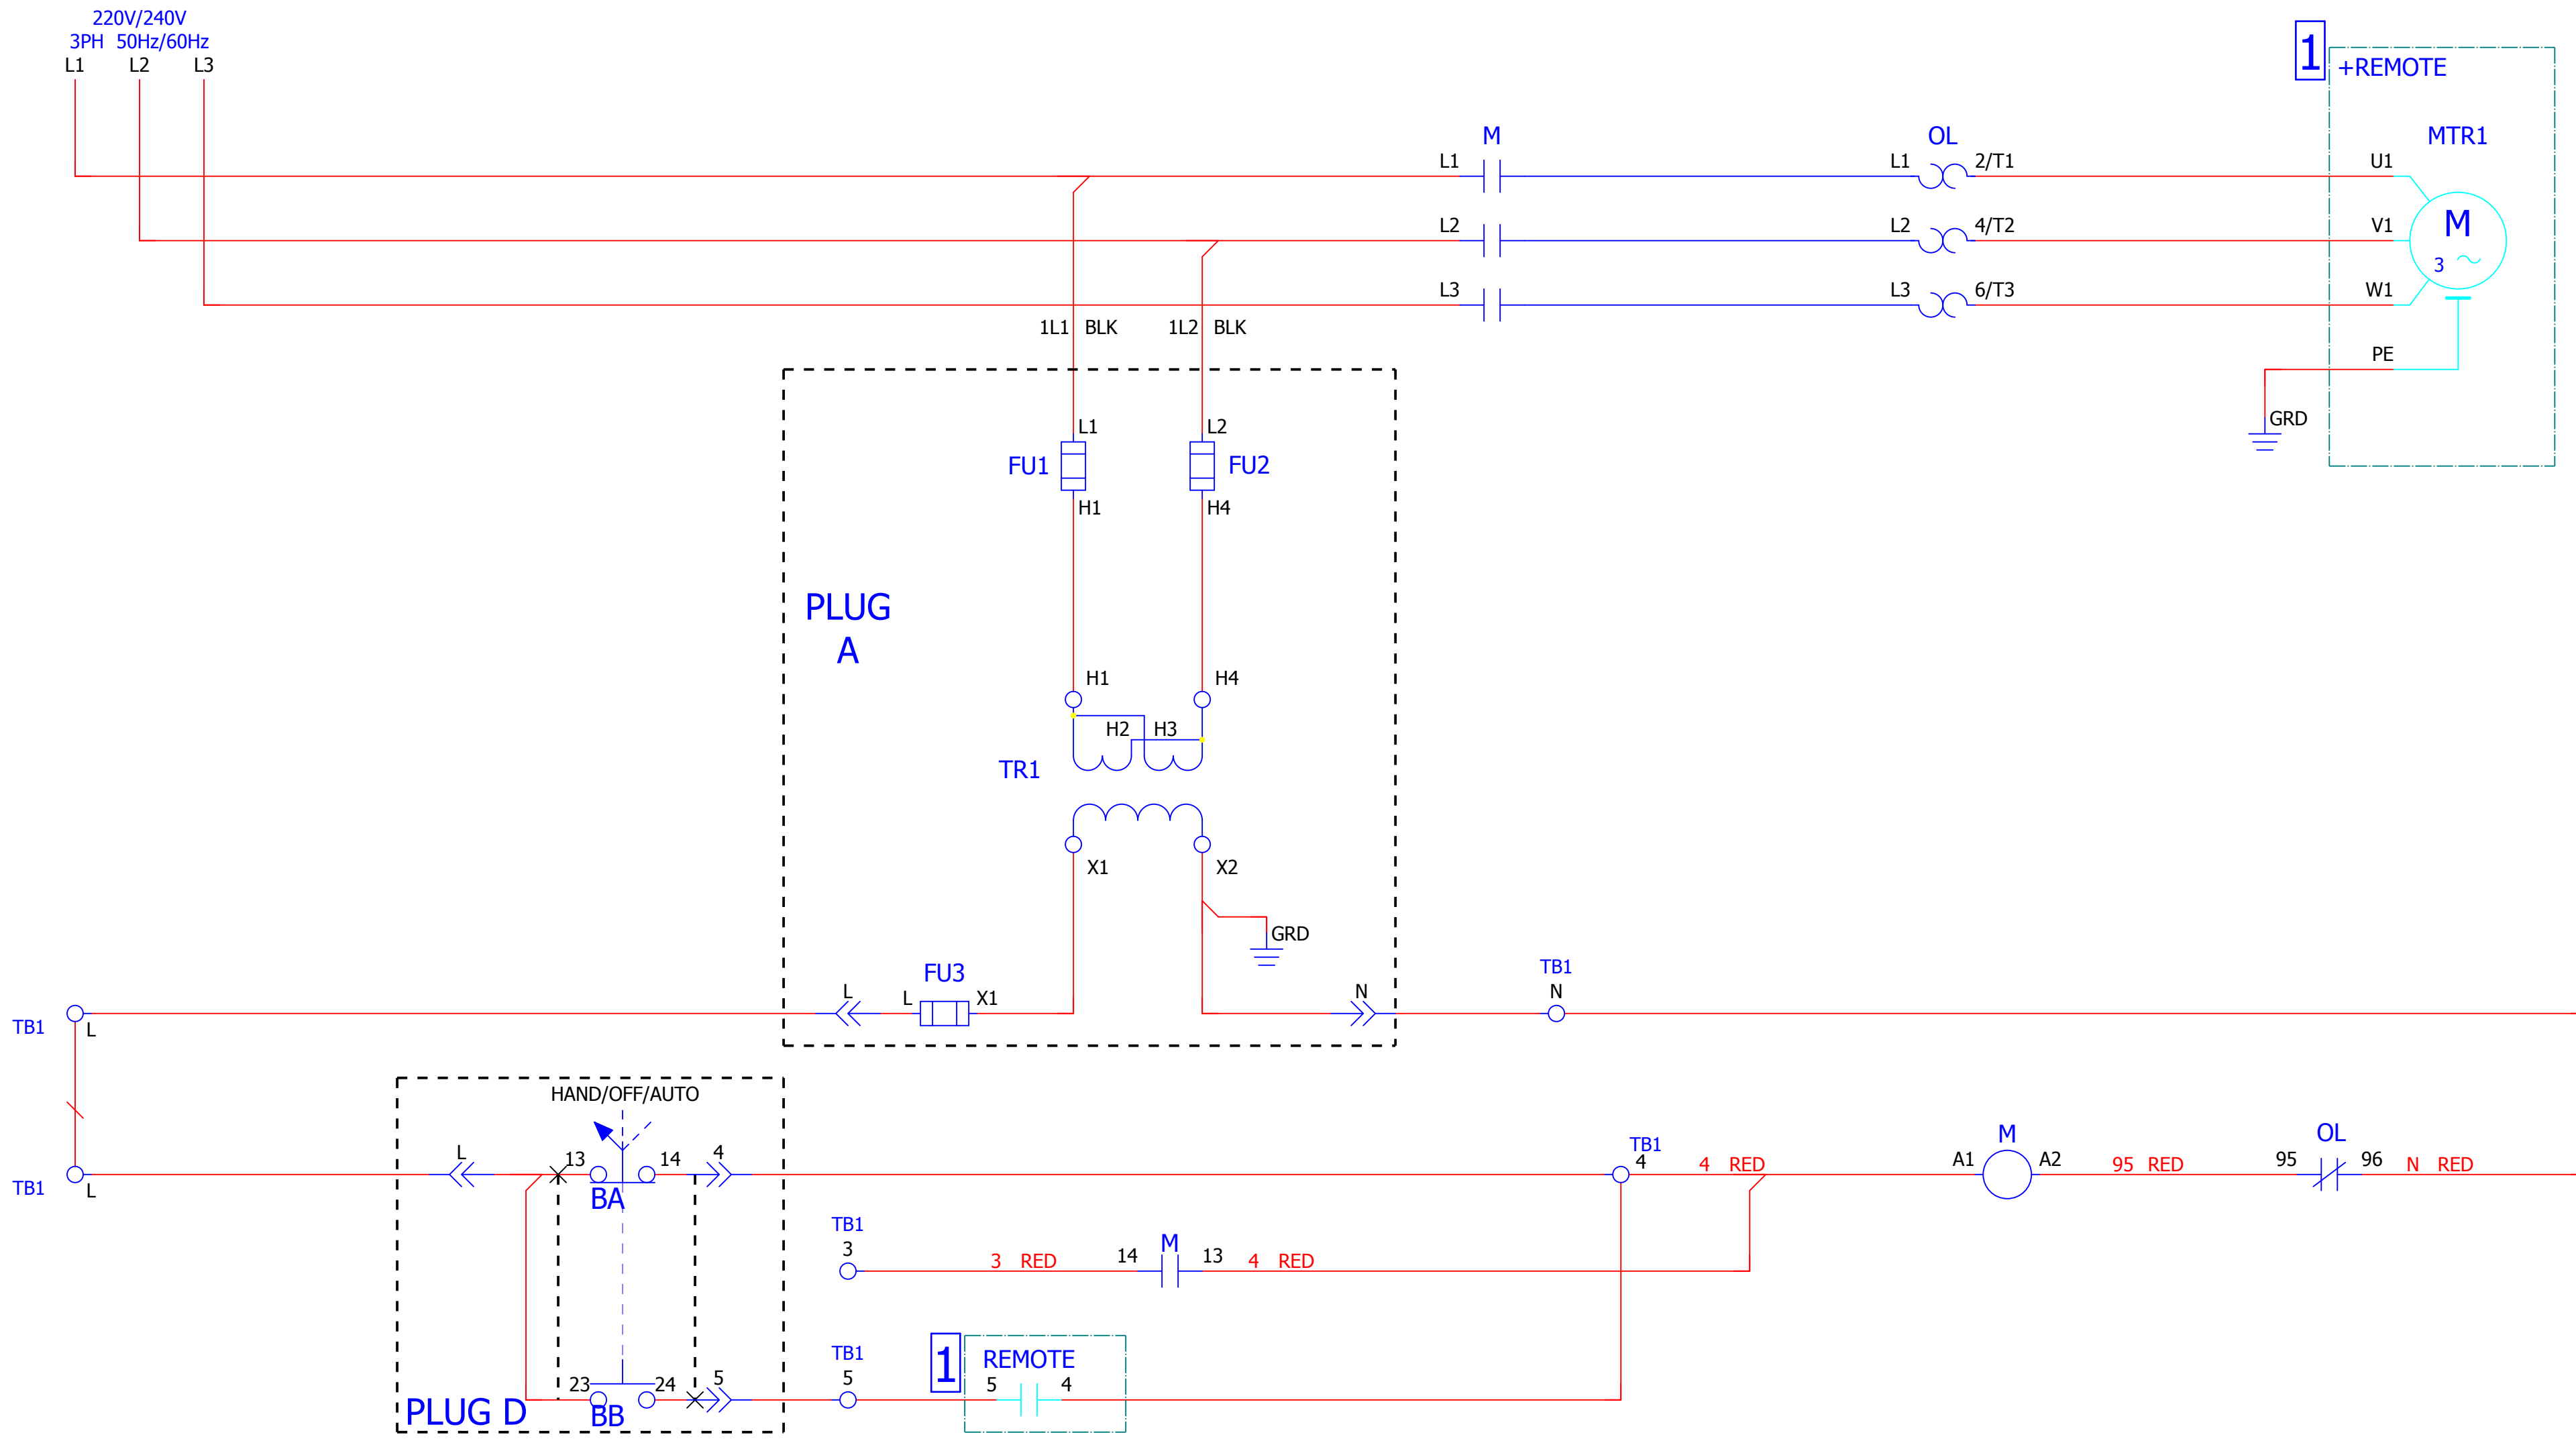 220V/240V
3PH 50Hz/60Hz
L1 L2 L3
1
+REMOTE
M OL MTR1
L1 L1 2/T1 U1
L2 L2 4/T2 V1
M
3
L3 L3 6/T3 W1
1L1 BLK 1L2 BLK
PE
GRD
L1 L2
FU1 FU2
H1 H4
PLUG
A
H1 H4
H2 H3
TR1
X1 X2
GRD
FU3 TB1
L L X1 N N
TB1 L
HAND/OFF/AUTO
L 13 14 4
TB1
4 4 RED
M
A1 A2 95 RED
OL
95 96 N RED
TB1 L
BA
TB1
3 3 RED 14 M 13 4 RED
TB1
5
1
REMOTE
5 4
23 24 5
PLUG D BB